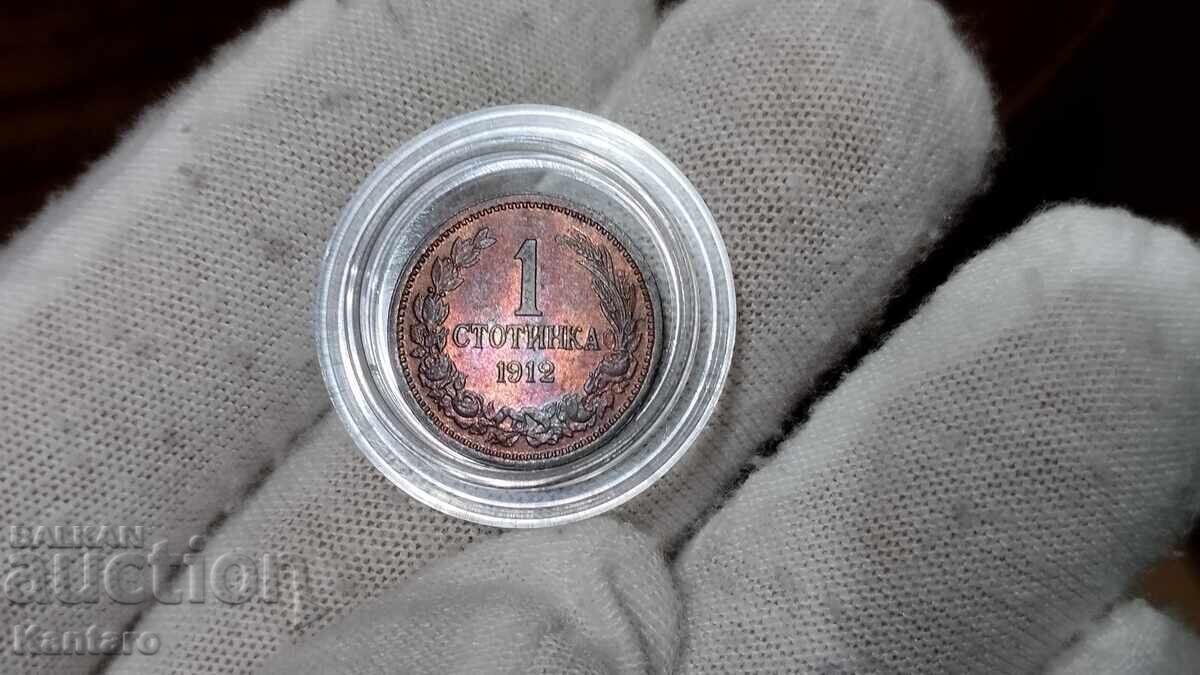 1
СТОТИНКА
1912
BALKAN
auction
Kantaro